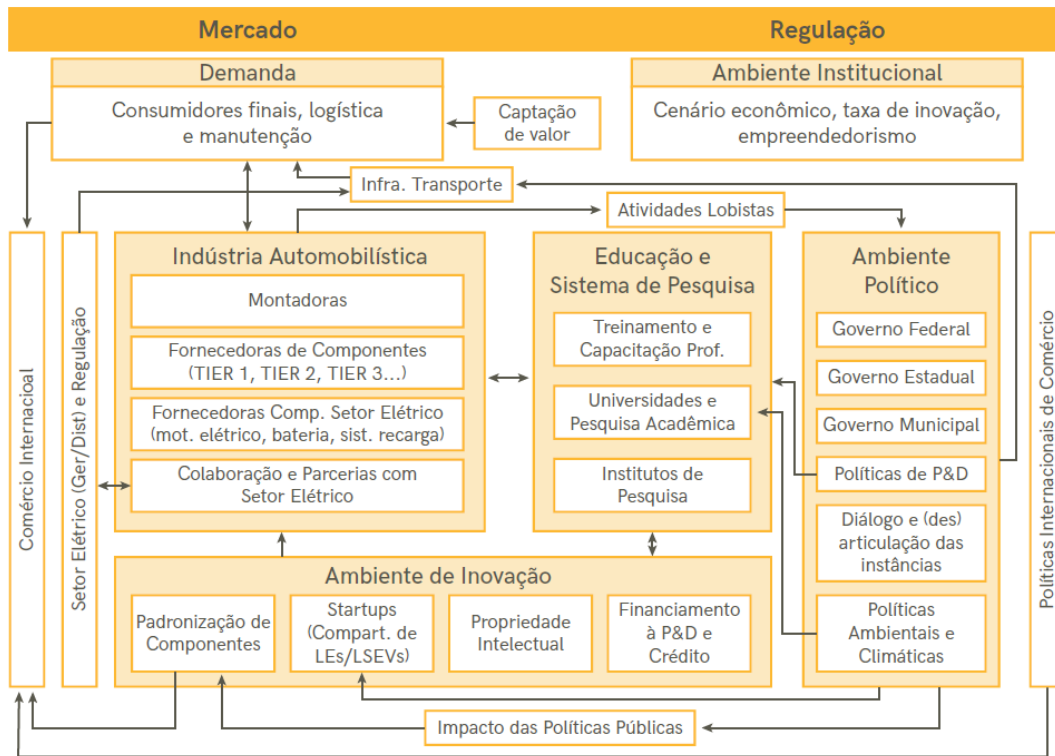 Mercado
Regulação
Demanda
Consumidores finais, logística
e manutenção
Captação
de valor
Ambiente Institucional
Cenário econômico, taxa de inovação,
empreendedorismo
Infra. Transporte
Atividades Lobistas
Comércio Internacioal
Setor Elétrico (Ger/Dist) e Regulação
Indústria Automobilística
Montadoras
Fornecedoras de Componentes
(TIER 1, TIER 2, TIER 3...)
Fornecedoras Comp. Setor Elétrico
(mot. elétrico, bateria, sist. recarga)
Colaboração e Parcerias com
Setor Elétrico
Educação e
Sistema de Pesquisa
Treinamento e
Capacitação Prof.
Universidades e
Pesquisa Acadêmica
Institutos de
Pesquisa
Ambiente
Político
Governo Federal
Governo Estadual
Governo Municipal
Políticas de P&D
Diálogo e (des)
articulação das
instâncias
Políticas
Ambientais e
Climáticas
Políticas Internacionais de Comércio
Ambiente de Inovação
Padronização de
Componentes
Startups
(Compart. de
LEs/LSEVs)
Propriedade
Intelectual
Financiamento
à P&D e
Crédito
Impacto das Políticas Públicas